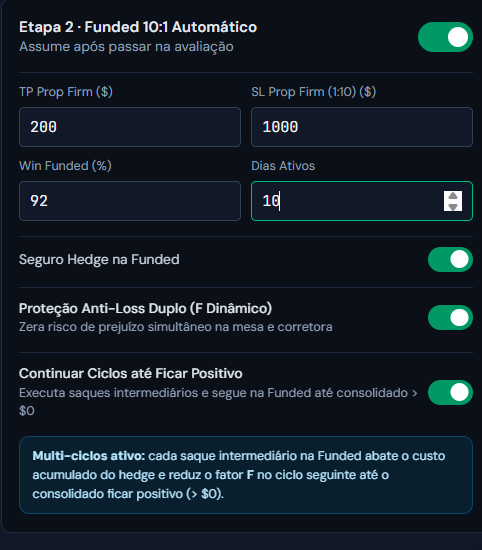 Etapa 2 · Funded 10:1 Automático
Assume após passar na avaliação
TP Prop Firm ($)
SL Prop Firm (1:10) ($)
200
1000
Win Funded (%)
Dias Ativos
92
10
Seguro Hedge na Funded
Proteção Anti-Loss Duplo (F Dinâmico)
Zera risco de prejuízo simultâneo na mesa e corretora
Continuar Ciclos até Ficar Positivo
Executa saques intermediários e segue na Funded até consolidado >
$0
Multi-ciclos ativo: cada saque intermediário na Funded abate o custo
acumulado do hedge e reduz o fator F no ciclo seguinte até o
consolidado ficar positivo (> $0).